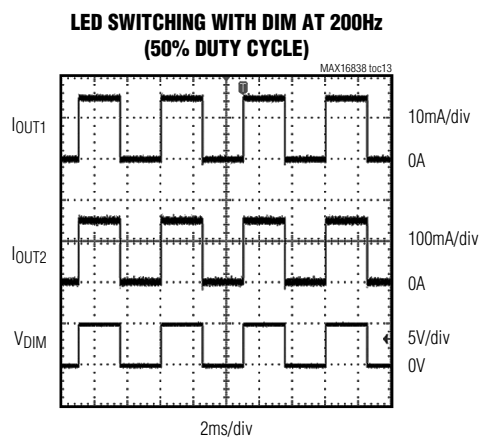 LED SWITCHING WITH DIM AT 200Hz
(50% DUTY CYCLE)
MAX16838 toc13
IOUT1
10mA/div
0A
IOUT2
100mA/div
0A
VDIM
5V/div
0V
2ms/div
T